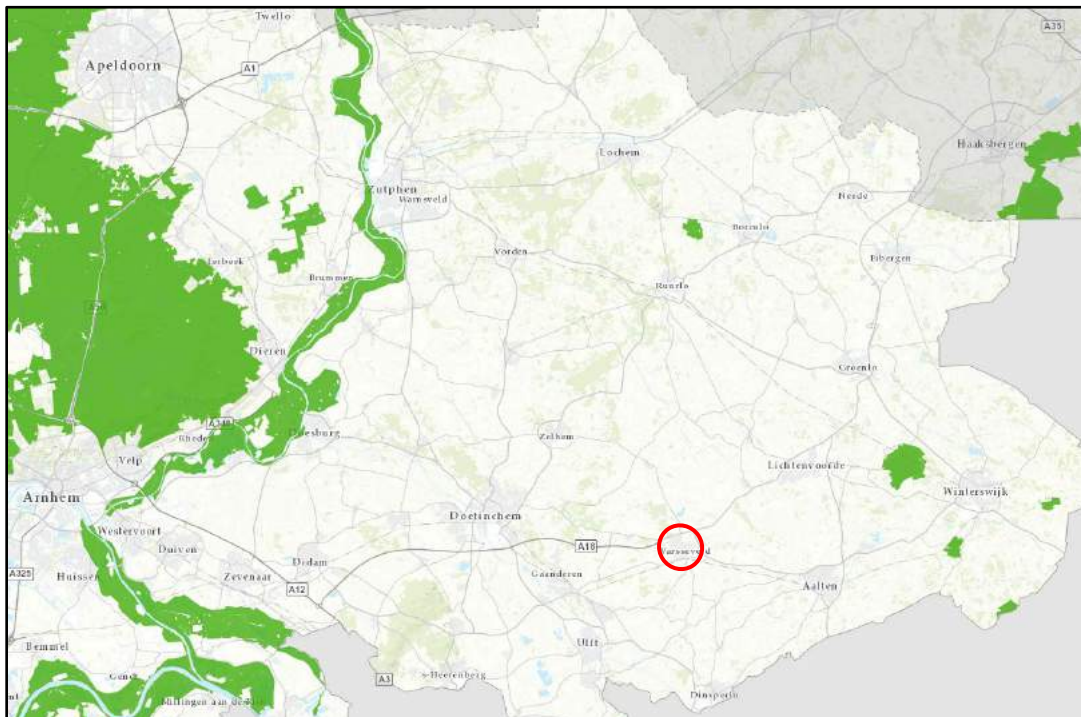 Twello
A35
Apeldoorn
A1
Haaksbergen
Lochem
Zutphen
Warnsveld
Neede
Borculo
Vorden
Eibergen
Eerbeek
Brummen
Ruurlo
A50
Dieren
Groenlo
A348
Rheden
Doesburg
Zelhem
Velp
Lichtenvoorde
Arnhem
Winterswijk
Doetinchem
Westervoort
Duiven
A18
Varsseveld
Didam
A325
Huissen
Zevenaar
A12
Gaanderen
Aalten
Bemmel
Ulft
A3
's-Heerenberg
Dinxperlo